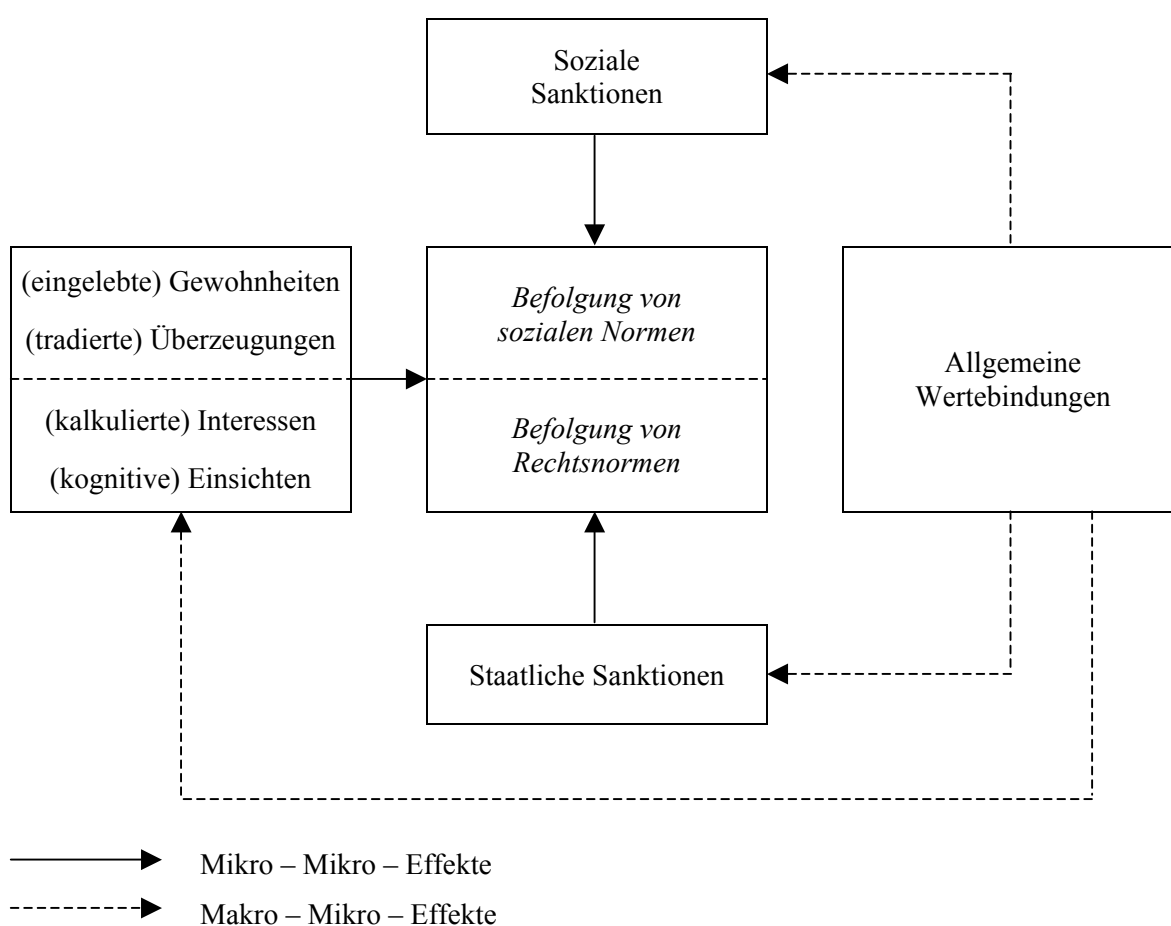 Soziale
Sanktionen
(eingelebte) Gewohnheiten
(tradierte) Überzeugungen
(kalkulierte) Interessen
(kognitive) Einsichten
Befolgung von
sozialen Normen
Befolgung von
Rechtsnormen
Allgemeine
Wertebindungen
Staatliche Sanktionen
Mikro – Mikro – Effekte
Makro – Mikro – Effekte